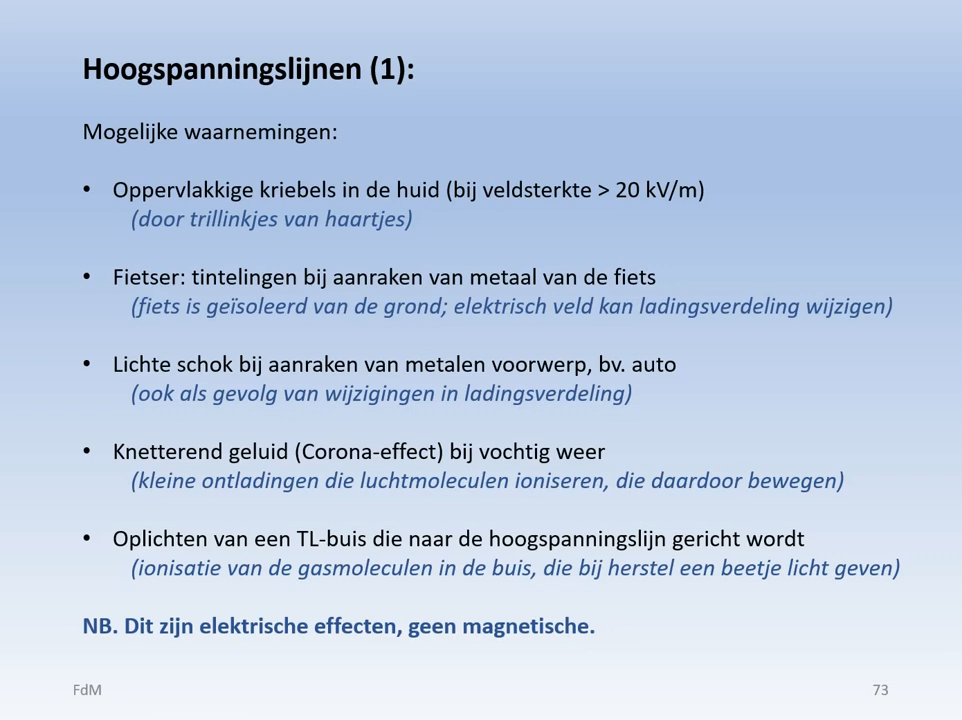 Hoogspanningslijnen (1):
Mogelijke waarnemingen:
• Oppervlakkige kriebels in de huid (bij veldsterkte > 20 kV/m)
(door trillinkjes van haartjes)
• Fietser: tintelingen bij aanraken van metaal van de fiets
(fiets is geïsoleerd van de grond; elektrisch veld kan ladingsverdeling wijzigen)
• Lichte schok bij aanraken van metalen voorwerp, bv. auto
(ook als gevolg van wijzigingen in ladingsverdeling)
• Knetterend geluid (Corona-effect) bij vochtig weer
(kleine ontladingen die luchtmoleculen ioniseren, die daardoor bewegen)
• Oplichten van een TL-buis die naar de hoogspanningslijn gericht wordt
(ionisatie van de gasmoleculen in de buis, die bij herstel een beetje licht geven)
NB. Dit zijn elektrische effecten, geen magnetische.
FdM 73